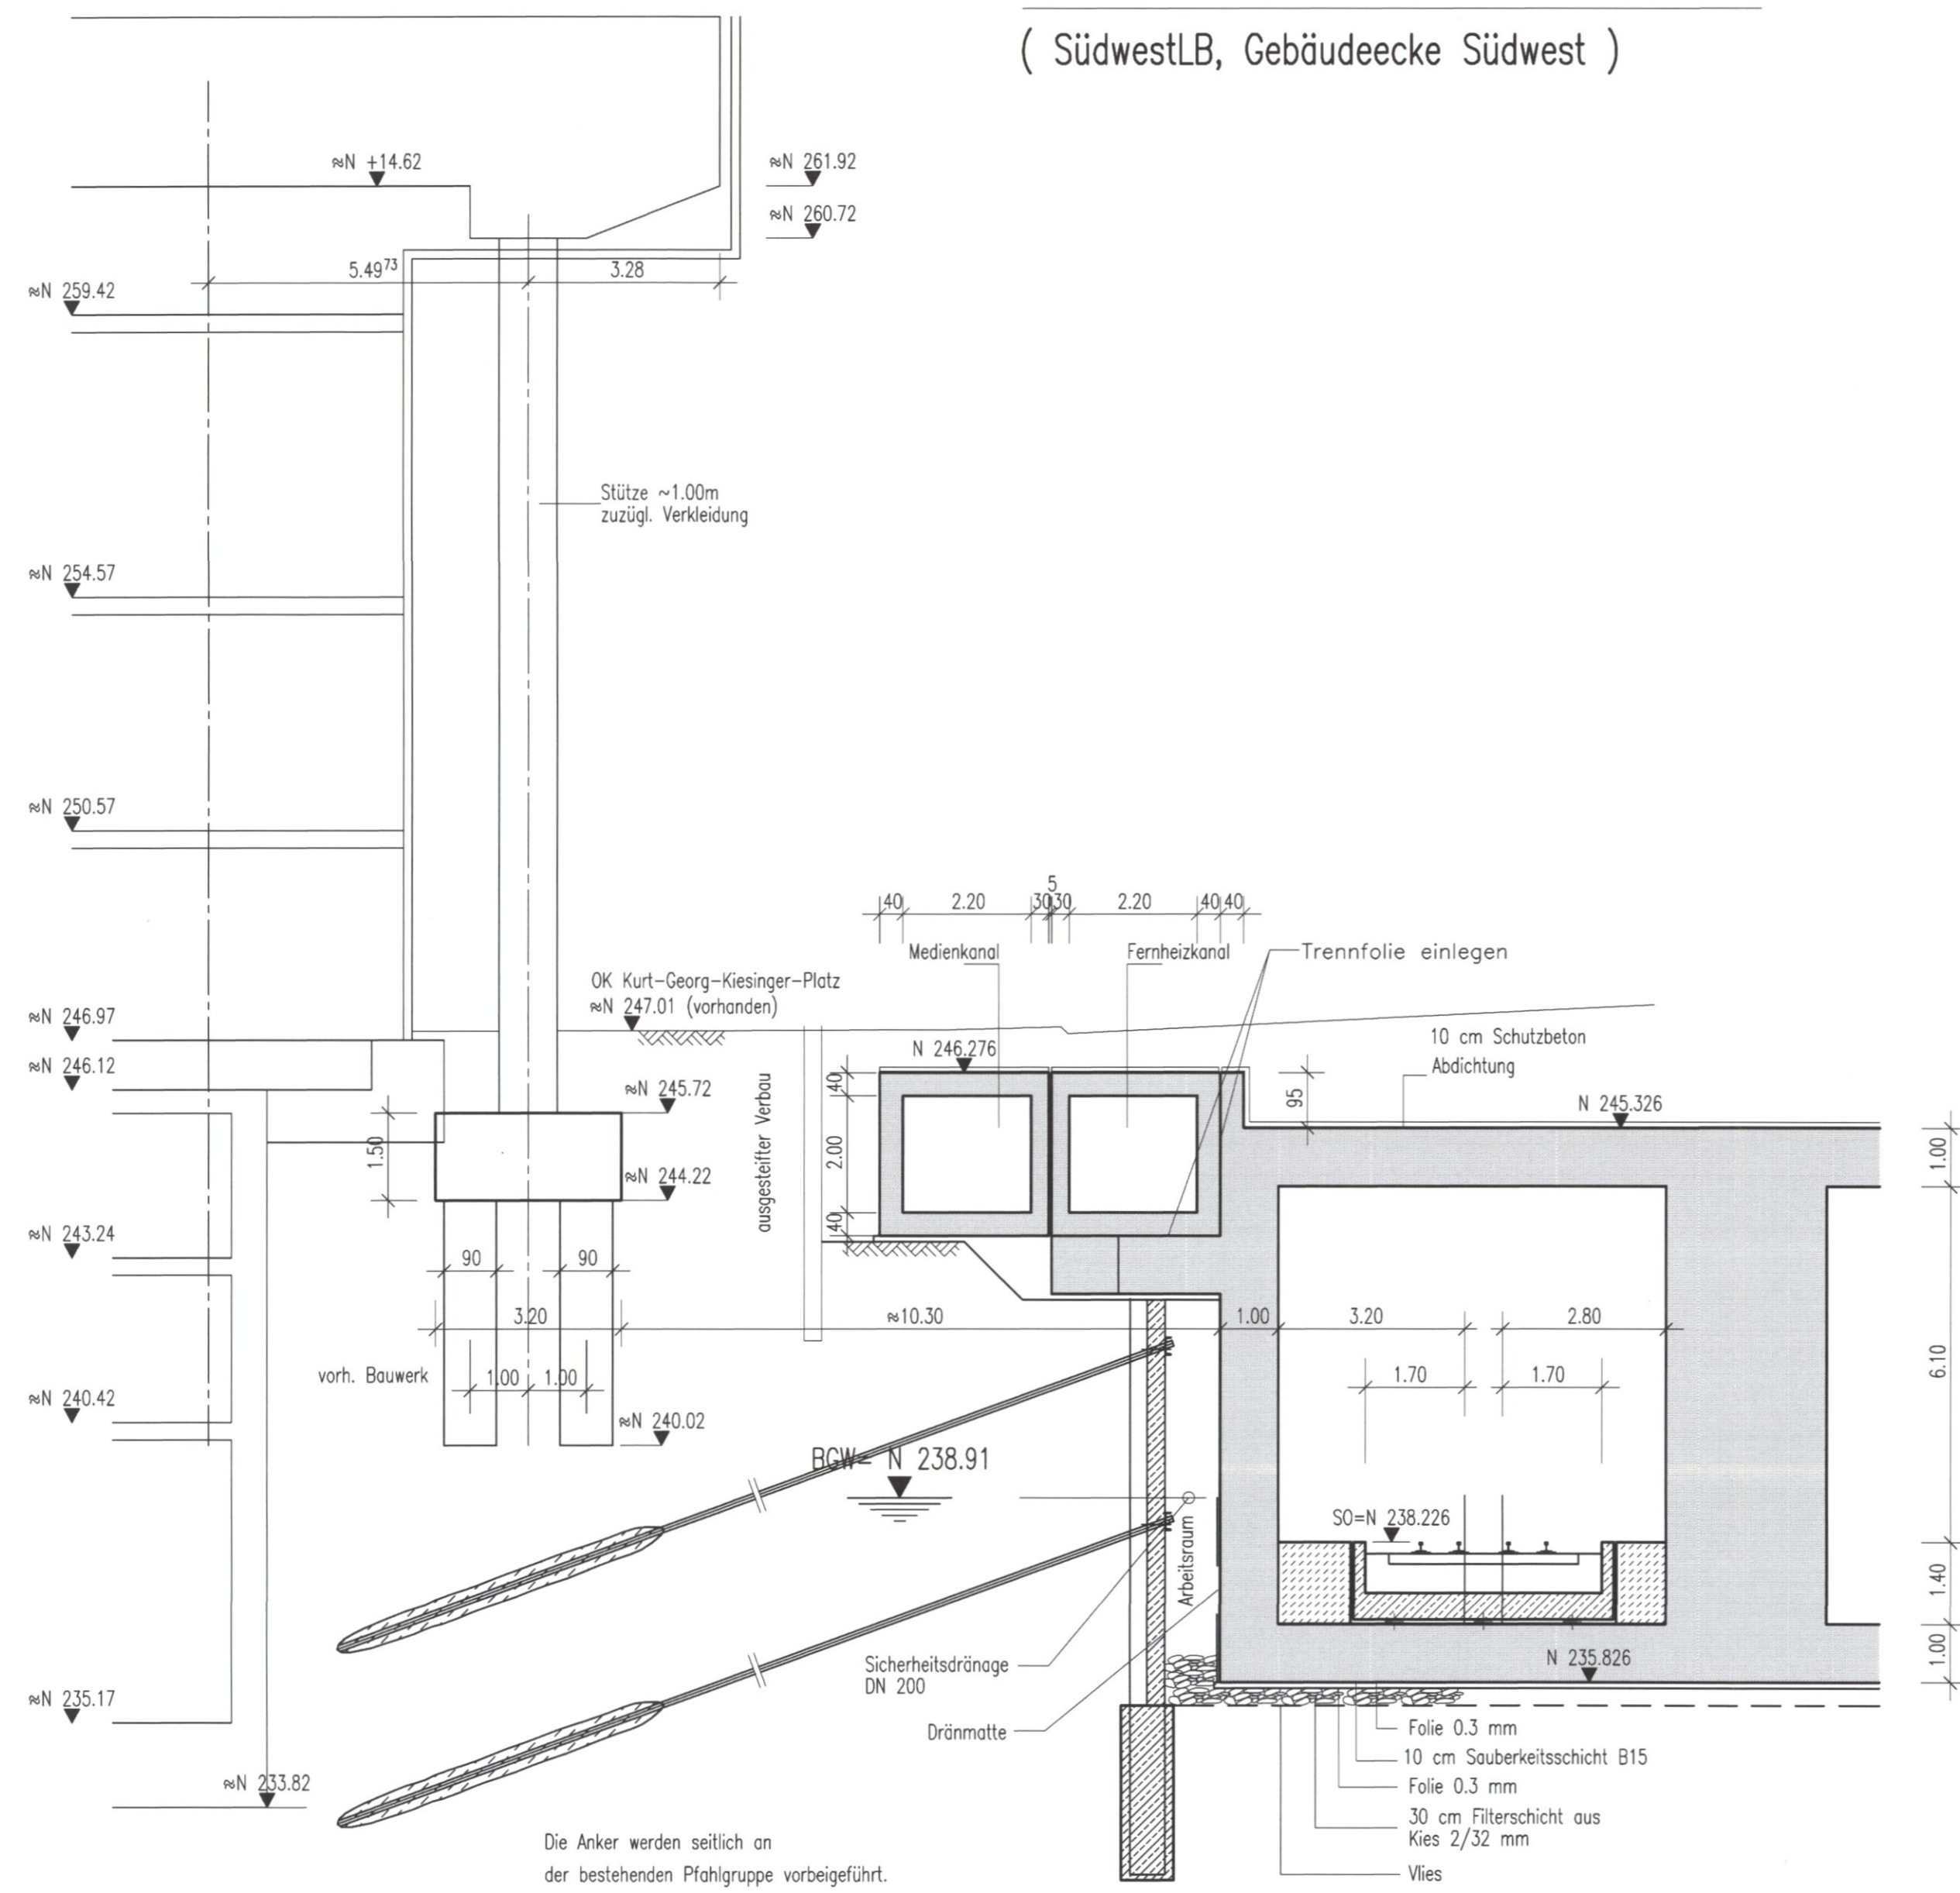 ( SüdwestLB, Gebäudeecke Südwest )
≈N +14.62
≈N 261.92
≈N 260.72
5.49⁷³
3.28
≈N 259.42
Stütze ~1.00m
zuzügl. Verkleidung
≈N 254.57
≈N 250.57
5
40
2.20
30
30
2.20
40
40
Medienkanal
Fernheizkanal
Trennfolie einlegen
OK Kurt-Georg-Kiesinger-Platz
≈N 247.01 (vorhanden)
≈N 246.97
N 246.276
10 cm Schutzbeton
Abdichtung
≈N 246.12
≈N 245.72
ausgesteifter Verbau
40
2.00
40
95
N 245.326
1.00
1.50
≈N 244.22
≈N 243.24
90
90
3.20
≈10.30
1.00
3.20
2.80
6.10
vorh. Bauwerk
1.00
1.00
1.70
1.70
≈N 240.42
≈N 240.02
BGW= N 238.91
SO=N 238.226
Arbeitsraum
1.40
Sicherheitsdränage
DN 200
N 235.826
1.00
≈N 235.17
Dränmatte
Folie 0.3 mm
10 cm Sauberkeitsschicht B15
Folie 0.3 mm
≈N 233.82
30 cm Filterschicht aus
Kies 2/32 mm
Vlies
Die Anker werden seitlich an
der bestehenden Pfahlgruppe vorbeigeführt.